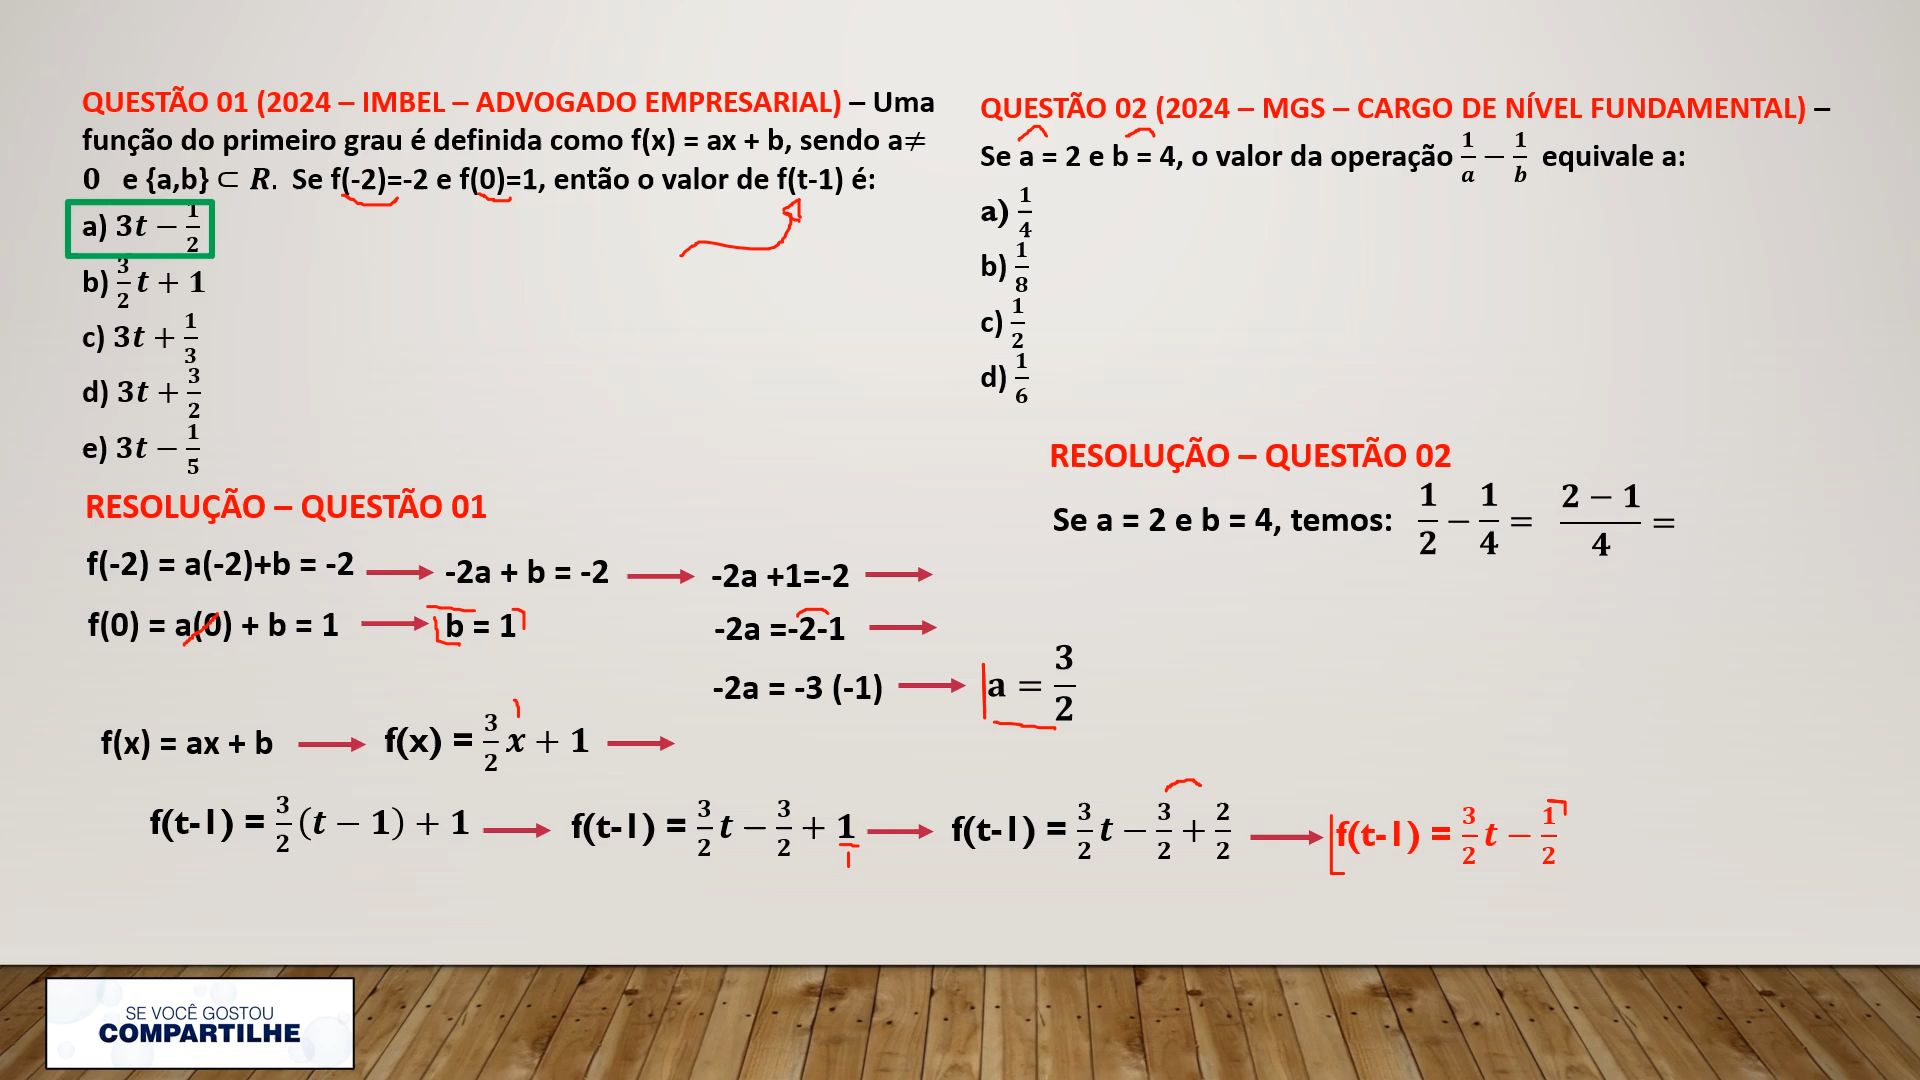 QUESTÃO 01 (2024 – IMBEL – ADVOGADO EMPRESARIAL) – Uma
função do primeiro grau é definida como f(x) = ax + b, sendo a≠
0 e {a,b} ⊂ R. Se f(-2)=-2 e f(0)=1, então o valor de f(t-1) é:
a) 3t − 1/2
b) 3/2 t + 1
c) 3t + 1/3
d) 3t + 3/2
e) 3t − 1/5
RESOLUÇÃO – QUESTÃO 01
f(-2) = a(-2)+b = -2 → -2a + b = -2 → -2a +1=-2 →
f(0) = a(0) + b = 1 → b = 1
-2a =-2-1 →
-2a = -3 (-1) → a = 3/2
f(x) = ax + b → f(x) = 3/2 x + 1 →
f(t-1) = 3/2 (t − 1) + 1 → f(t-1) = 3/2 t − 3/2 + 1 → f(t-1) = 3/2 t − 3/2 + 2/2 → f(t-1) = 3/2 t − 1/2
QUESTÃO 02 (2024 – MGS – CARGO DE NÍVEL FUNDAMENTAL) –
Se a = 2 e b = 4, o valor da operação 1/a − 1/b equivale a:
a) 1/4
b) 1/8
c) 1/2
d) 1/6
RESOLUÇÃO – QUESTÃO 02
Se a = 2 e b = 4, temos: 1/2 − 1/4 = (2 − 1)/4 =
SE VOCÊ GOSTOU
COMPARTILHE